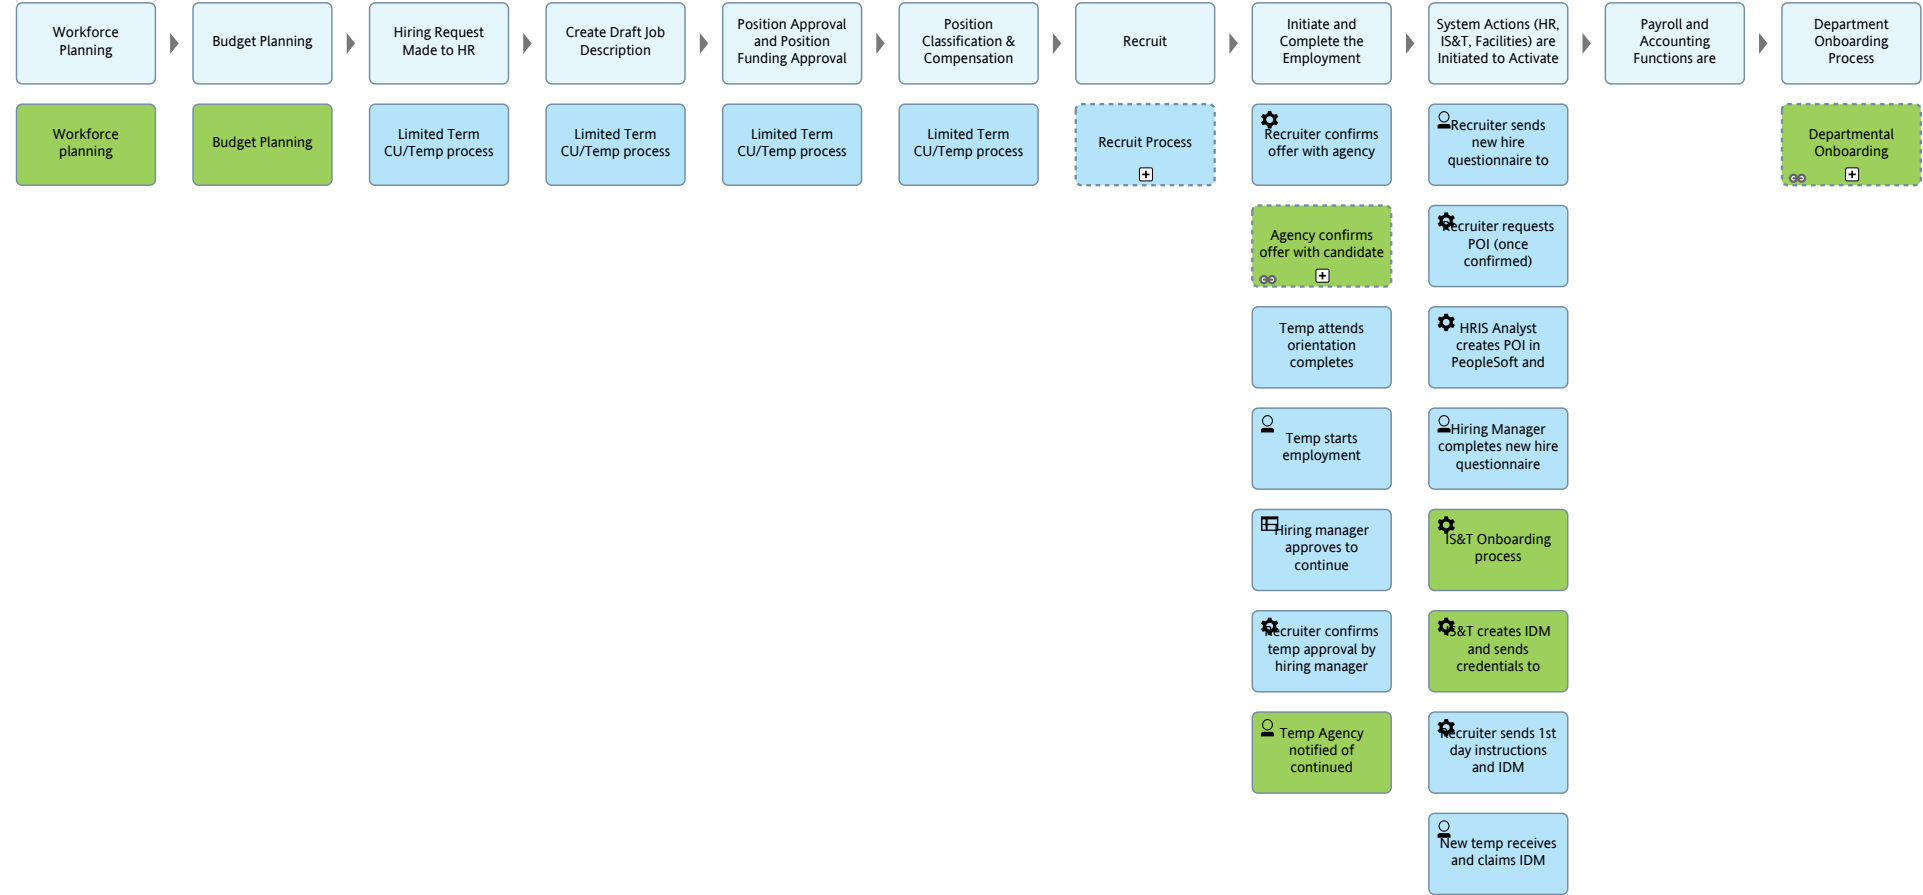 Workforce
Planning
Budget Planning
Hiring Request
Made to HR
Create Draft Job
Description
Position Approval
and Position
Funding Approval
Position
Classification &
Compensation
Recruit
Initiate and
Complete the
Employment
System Actions (HR,
IS&T, Facilities) are
Initiated to Activate
Payroll and
Accounting
Functions are
Department
Onboarding
Process
Workforce
planning
Budget Planning
Limited Term
CU/Temp process
Limited Term
CU/Temp process
Limited Term
CU/Temp process
Limited Term
CU/Temp process
Recruit Process
Recruiter confirms
offer with agency
Agency confirms
offer with candidate
Temp attends
orientation
completes
Temp starts
employment
Hiring manager
approves to
continue
Recruiter confirms
temp approval by
hiring manager
Temp Agency
notified of
continued
Recruiter sends
new hire
questionnaire to
Recruiter requests
POI (once
confirmed)
HRIS Analyst
creates POI in
PeopleSoft and
Hiring Manager
completes new hire
questionnaire
IS&T Onboarding
process
IS&T creates IDM
and sends
credentials to
Recruiter sends 1st
day instructions
and IDM
New temp receives
and claims IDM
Departmental
Onboarding